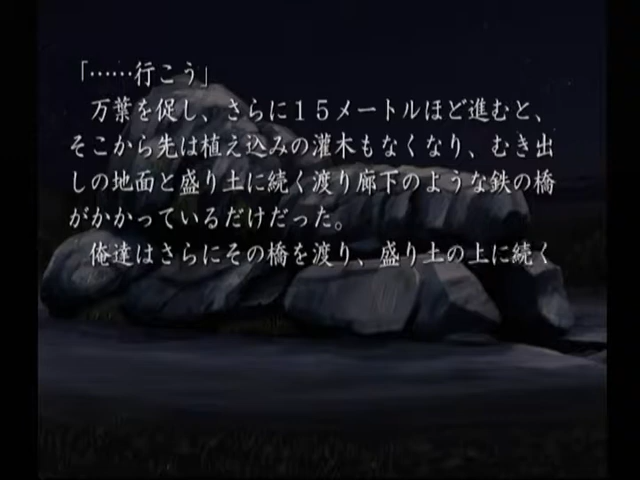 「……行こう」
万葉を促し、さらに１５メートルほど進むと、
そこから先は植え込みの灌木もなくなり、むき出
しの地面と盛り土に続く渡り廊下のような鉄の橋
がかかっているだけだった。
俺達はさらにその橋を渡り、盛り土の上に続く